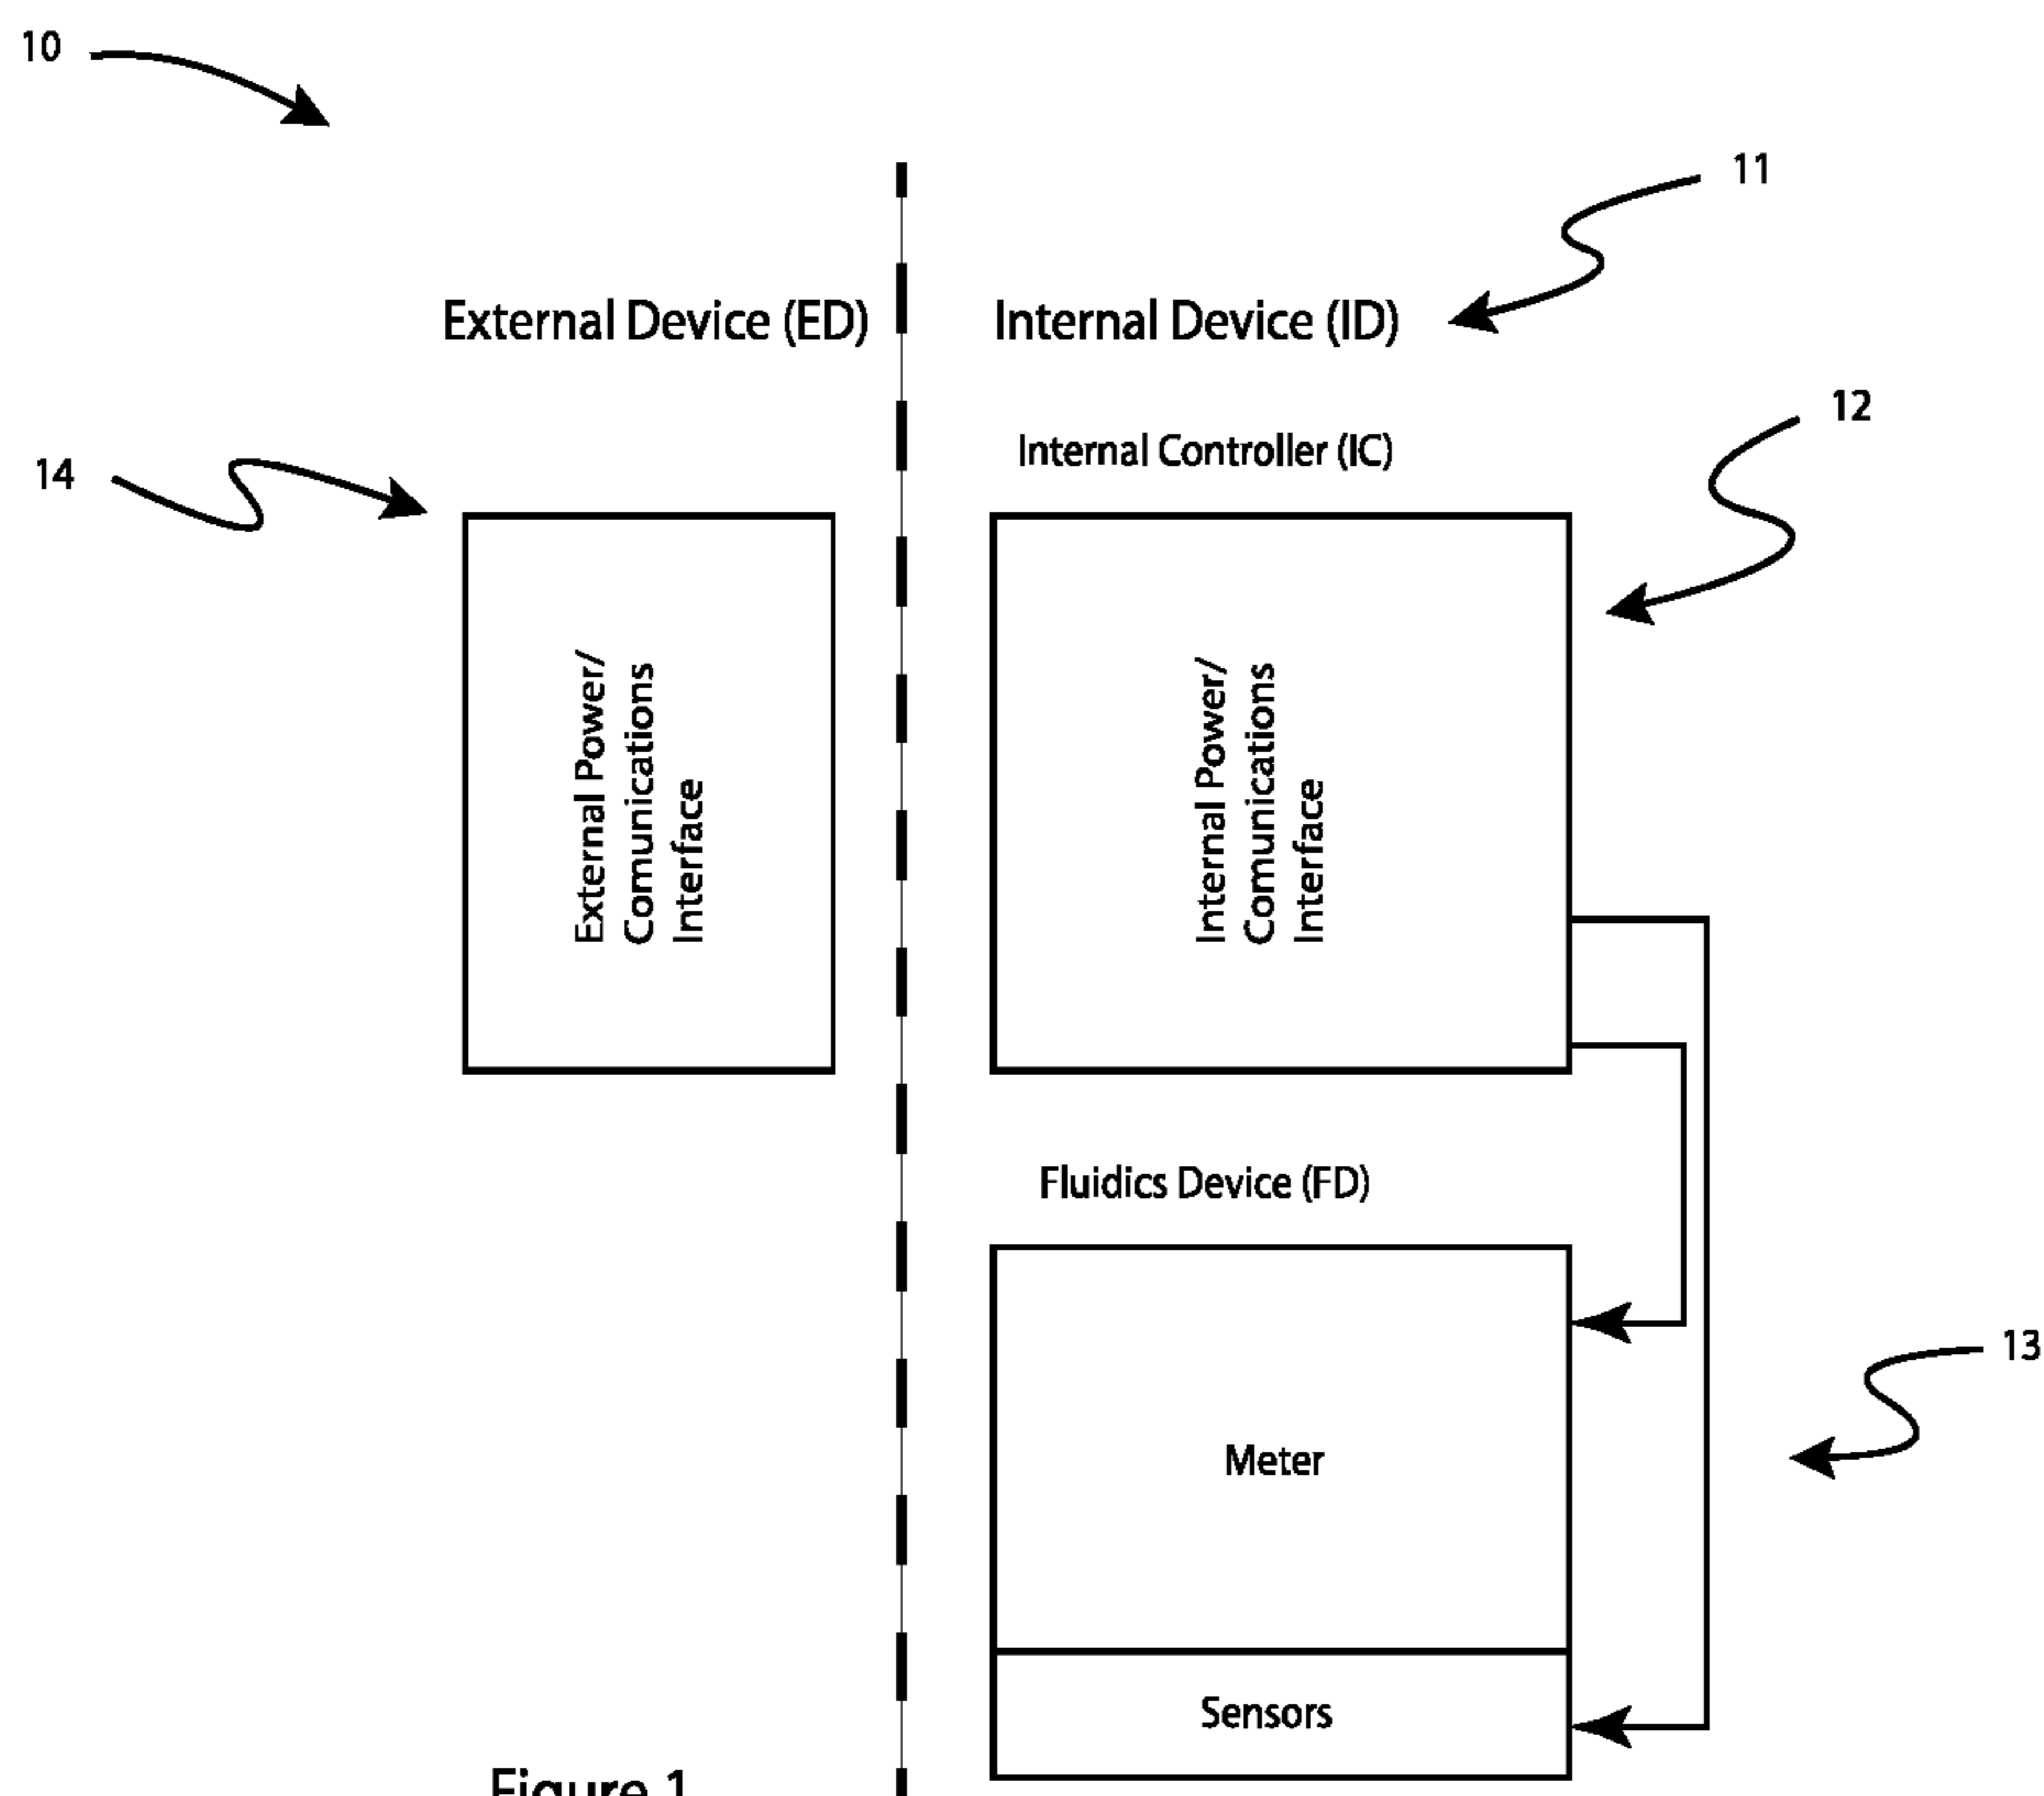 10
11
External Device (ED)
Internal Device (ID)
12
Internal Controller (IC)
14
External Power/
Comunications
Interface
Internal Power/
Comunications
Interface
Fluidics Device (FD)
13
Meter
Sensors
Figure 1